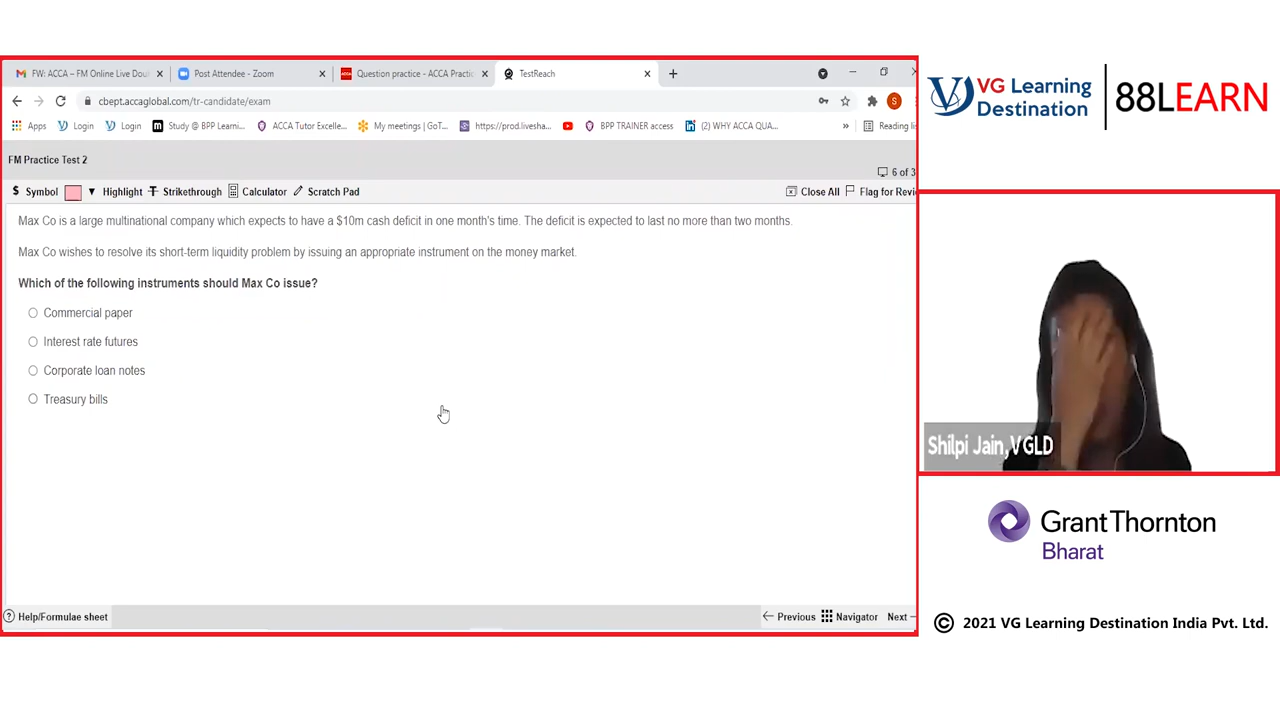 FW: ACCA – FM Online Live Dou
Post Attendee - Zoom
Question practice - ACCA Practic
TestReach
cbept.accaglobal.com/tr-candidate/exam
Apps
Login
Login
Study @ BPP Learni...
ACCA Tutor Excelle...
My meetings | GoT...
https://prod.livesha...
BPP TRAINER access
(2) WHY ACCA QUA...
»
Reading lis
FM Practice Test 2
6 of 3
$ Symbol
Highlight
Strikethrough
Calculator
Scratch Pad
Close All
Flag for Revi
Max Co is a large multinational company which expects to have a $10m cash deficit in one month's time. The deficit is expected to last no more than two months.
Max Co wishes to resolve its short-term liquidity problem by issuing an appropriate instrument on the money market.
Which of the following instruments should Max Co issue?
Commercial paper
Interest rate futures
Corporate loan notes
Treasury bills
Help/Formulae sheet
Previous
Navigator
Next
VG Learning
Destination
88LEARN
Shilpi Jain,VGLD
GrantThornton
Bharat
© 2021 VG Learning Destination India Pvt. Ltd.